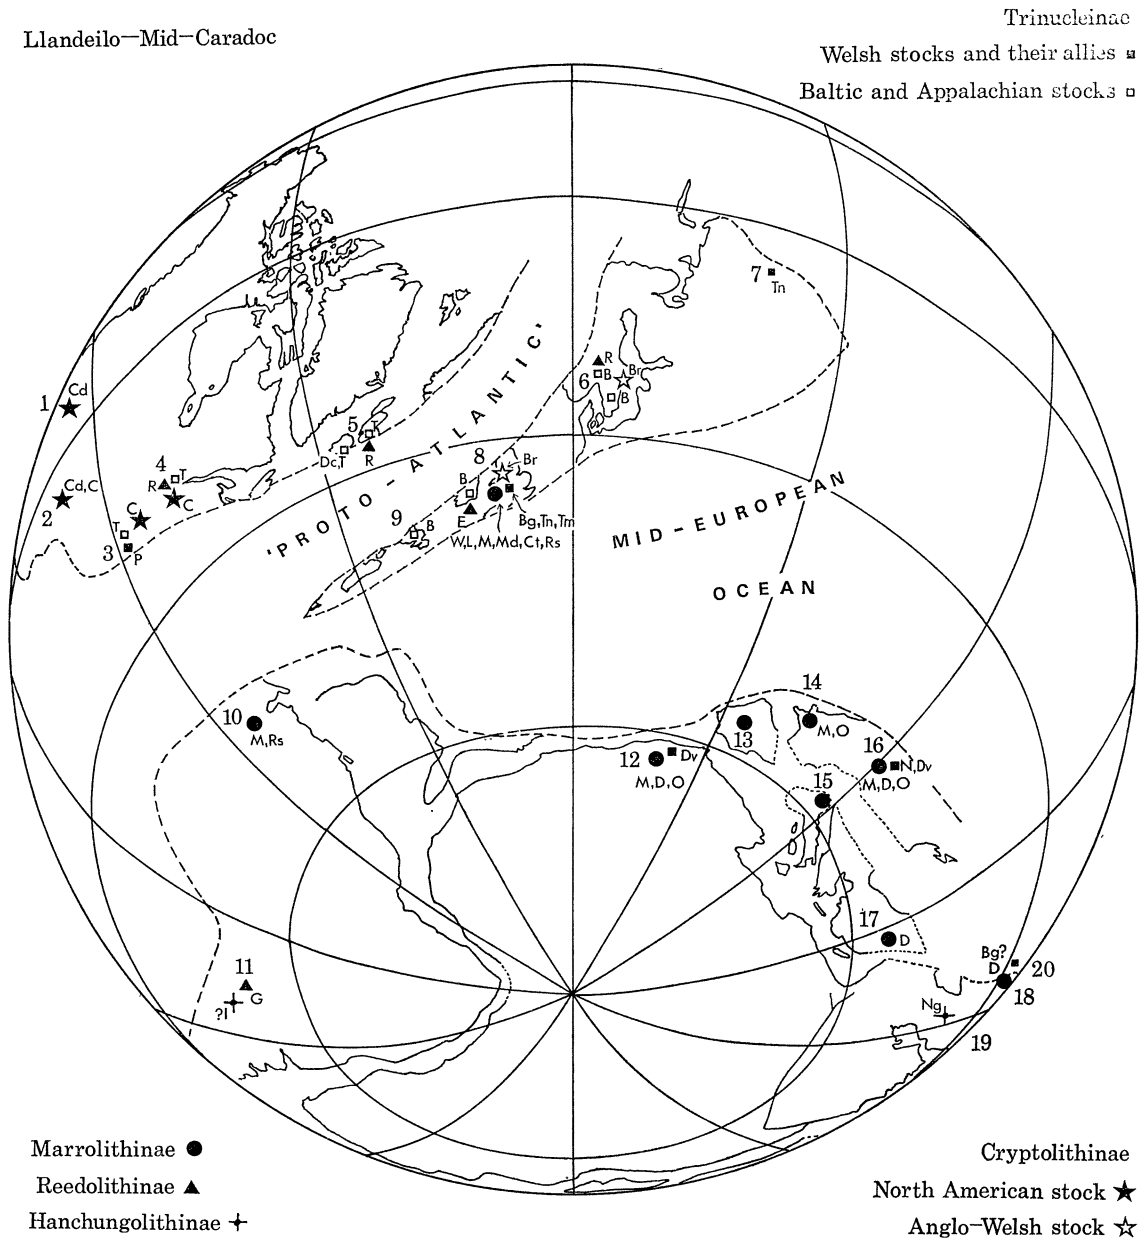 Llandeilo—Mid—Caradoc
Trinucleinae
Welsh stocks and their allies
Baltic and Appalachian stocks
7
Tn
R
6 B
Br
B
1
Cd
5
T
Dc,T
R
4
T
R
C
Cd,C
2
C
T
3
P
8
Br
B
9
B
E
Bg,Tn,Tm
W,L,M,Md,Ct,Rs
'PROTO-ATLANTIC'
MID-EUROPEAN
OCEAN
10
M,Rs
14
M,O
13
12
Dv
M,D,O
16
N,Dv
M,D,O
15
17
D
11
G
?I
Bg?
D
?
20
18
Ng
19
Marrolithinae
Reedolithinae
Hanchungolithinae
Cryptolithinae
North American stock
Anglo—Welsh stock